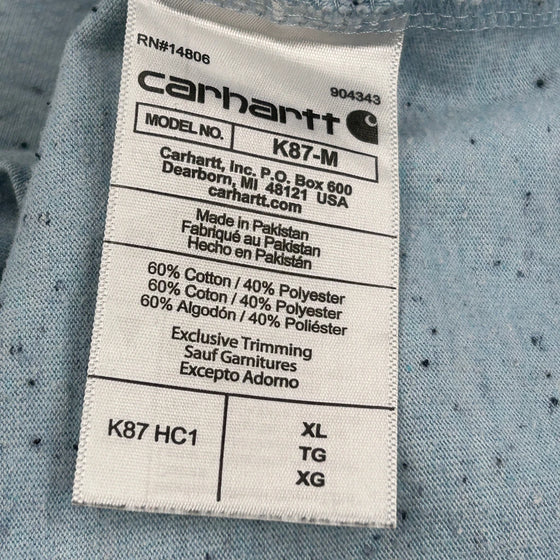 RN#14806
904343
carhartt
MODEL NO. K87-M
Carhartt, Inc. P.O. Box 600
Dearborn, MI 48121 USA
carhartt.com
Made in Pakistan
Fabriqué au Pakistan
Hecho en Pakistán
60% Cotton / 40% Polyester
60% Coton / 40% Polyester
60% Algodón / 40% Poliéster
Exclusive Trimming
Sauf Garnitures
Excepto Adorno
K87 HC1
XL
TG
XG